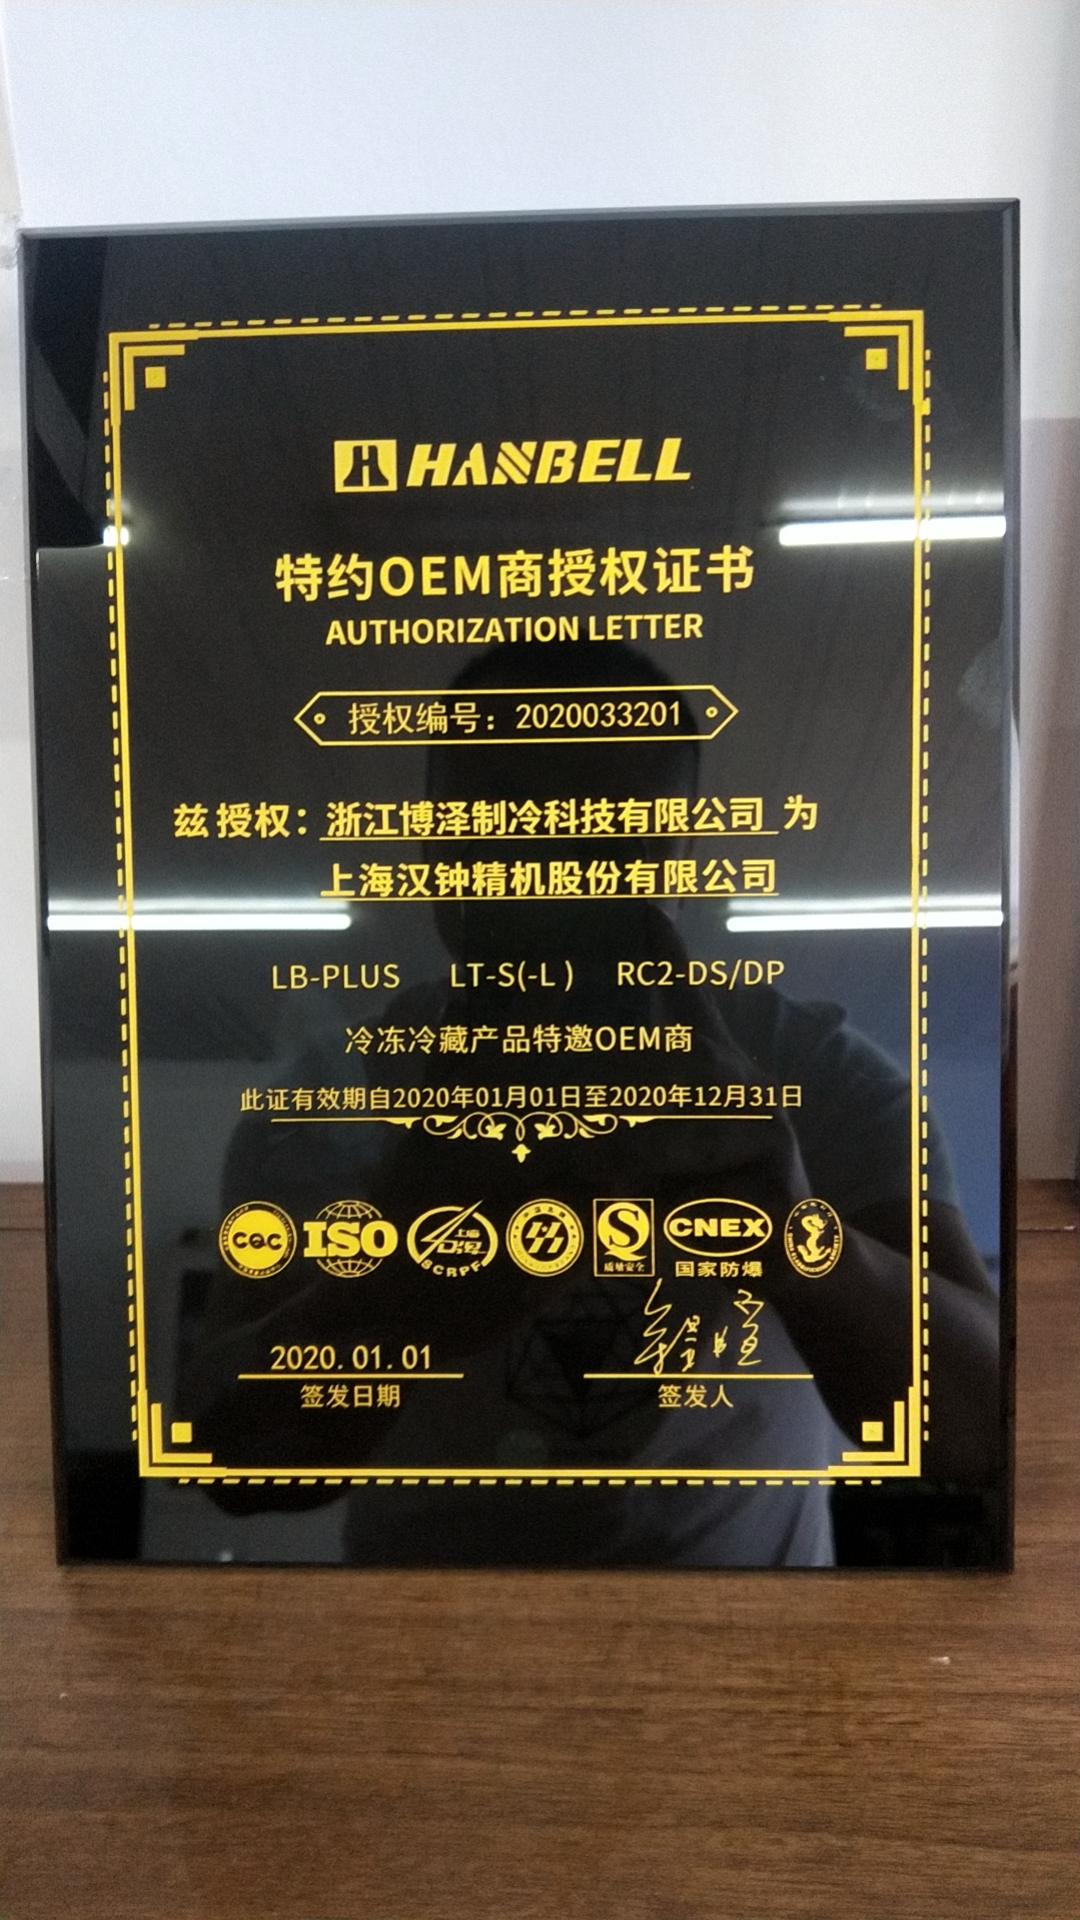 HANBELL
特约OEM商授权证书
AUTHORIZATION LETTER
授权编号：2020033201
兹授权：浙江博泽制冷科技有限公司 为
上海汉钟精机股份有限公司
LB-PLUS LT-S(-L ) RC2-DS/DP
冷冻冷藏产品特邀OEM商
此证有效期自2020年01月01日至2020年12月31日
CQC ISO SCRPF 质量安全 CNEX
国家防爆
2020.01.01
签发日期 签发人